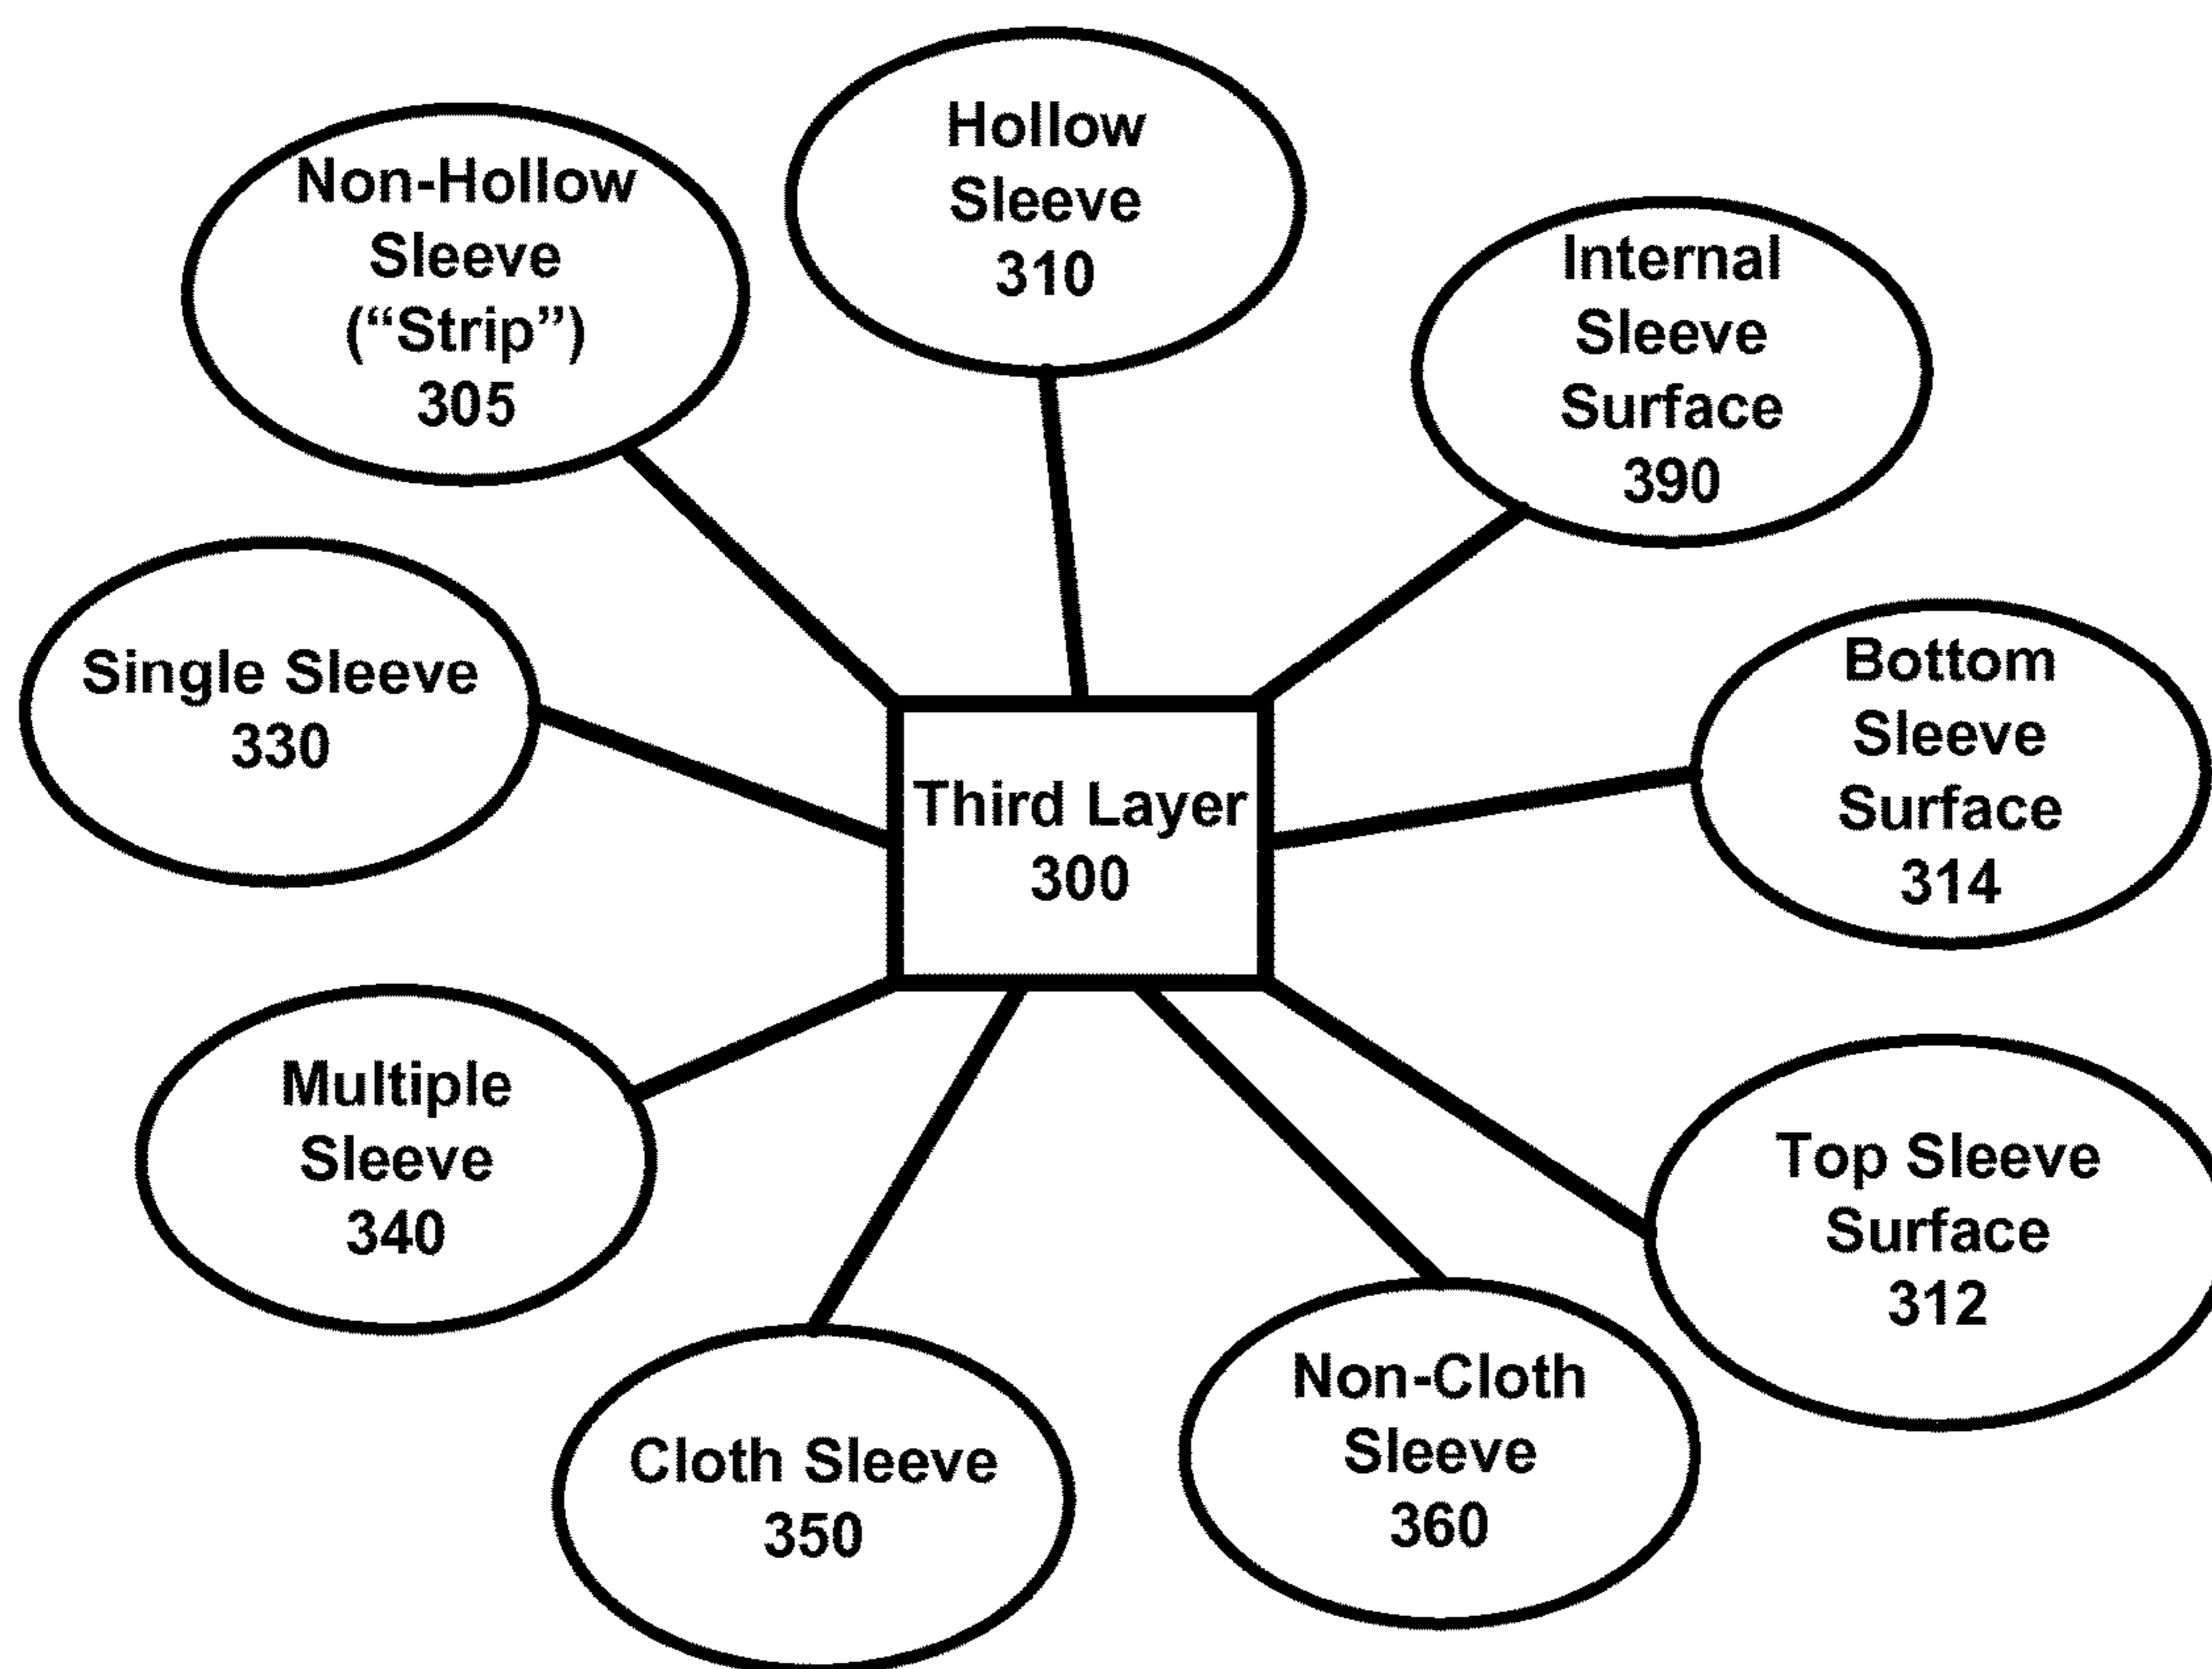 Hollow
Sleeve
310
Non-Hollow
Sleeve
(“Strip”)
305
Internal
Sleeve
Surface
390
Single Sleeve
330
Bottom
Sleeve
Surface
314
Third Layer
300
Multiple
Sleeve
340
Top Sleeve
Surface
312
Cloth Sleeve
350
Non-Cloth
Sleeve
360